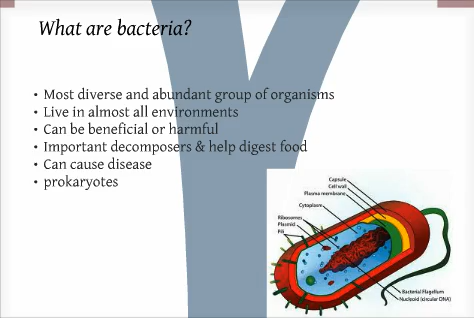 What are bacteria?
• Most diverse and abundant group of organisms
• Live in almost all environments
• Can be beneficial or harmful
• Important decomposers & help digest food
• Can cause disease
• prokaryotes
Capsule
Cell wall
Plasma membrane
Cytoplasm
Ribosomes
Plasmid
Pili
Bacterial Flagellum
Nucleoid (circular DNA)